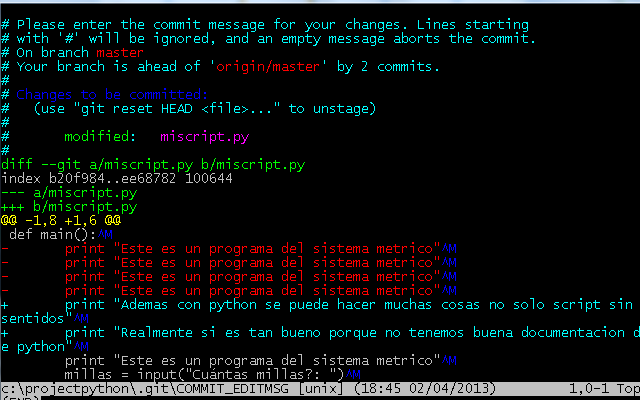 # Please enter the commit message for your changes. Lines starting
# with '#' will be ignored, and an empty message aborts the commit.
# On branch master
# Your branch is ahead of 'origin/master' by 2 commits.
#
# Changes to be committed:
#   (use "git reset HEAD <file>..." to unstage)
#
#       modified:   miscript.py
#
diff --git a/miscript.py b/miscript.py
index b20f984..ee68782 100644
--- a/miscript.py
+++ b/miscript.py
@@ -1,8 +1,6 @@
 def main():^M
-       print "Este es un programa del sistema metrico"^M
-       print "Este es un programa del sistema metrico"^M
-       print "Este es un programa del sistema metrico"^M
-       print "Este es un programa del sistema metrico"^M
+       print "Ademas con python se puede hacer muchas cosas no solo script sin
sentidos"^M
+       print "Realmente si es tan bueno porque no tenemos buena documentacion d
e python"^M
        print "Este es un programa del sistema metrico"^M
        millas = input("Cuántas millas?: ")^M
c:\projectpython\.git\COMMIT_EDITMSG [unix] (18:45 02/04/2013) 1,0-1 Top